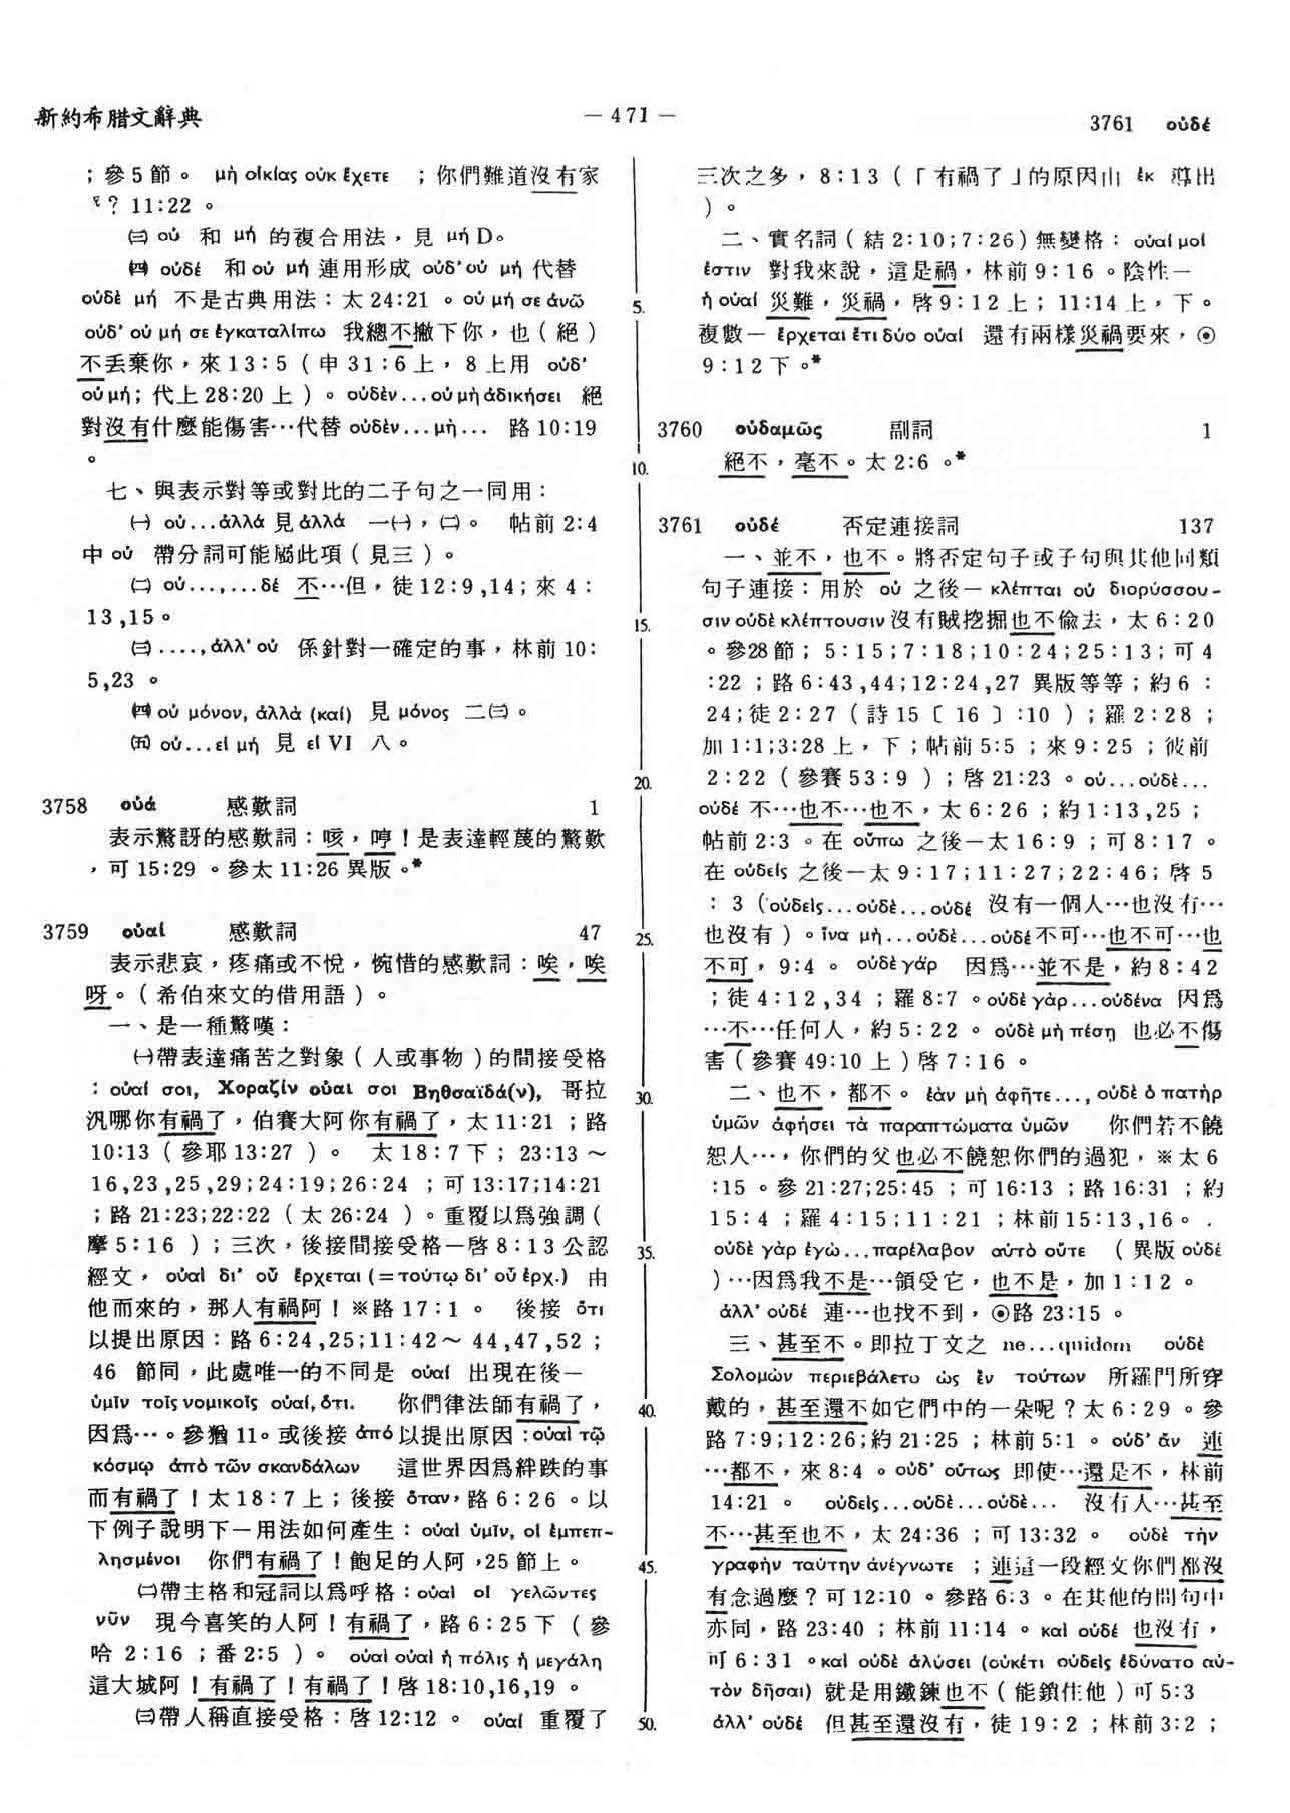 新約希腊文辭典
— 471 —
3761 οὐδέ
；參5節。 μὴ οἰκίας οὐκ ἔχετε ；你們難道沒有家
? 11:22 。
㈢ οὐ 和 μή 的複合用法，見 μή D。
㈣ οὐδέ 和 οὐ μή 連用形成 οὐδ' οὐ μή 代替
οὐδὲ μή 不是古典用法：太 24:21 。οὐ μή σε ἀνῶ
οὐδ' οὐ μή σε ἐγκαταλίπω 我總不撇下你，也（絕）
不丟棄你，來 13:5（申 31:6上，8 上用 οὐδ'
οὐ μή; 代上 28:20 上）。οὐδὲν...οὐ μὴ ἀδικήσει 絕
對沒有什麼能傷害…代替 οὐδὲν...μὴ... 路 10:19
。
七、與表示對等或對比的二子句之一同用：
㈠ οὐ...ἀλλά 見 ἀλλά 一㈠，㈡。 帖前 2:4
中 οὐ 帶分詞可能屬此項（見三）。
㈡ οὐ...,...δέ 不…但，徒 12:9,14; 來 4:
13,15。
㈢ ....,ἀλλ' οὐ 係針對一確定的事，林前 10:
5,23 。
㈣ οὐ μόνον, ἀλλὰ (καί) 見 μόνος 二㈢。
㈤ οὐ...εἰ μή 見 εἰ VI 八。
3758 οὐά 感歎詞 1
表示驚訝的感歎詞：咳，哼！是表達輕蔑的驚歎
，可 15:29 。參太 11:26 異版。*
3759 οὐαί 感歎詞 47
表示悲哀，疼痛或不悅，惋惜的感歎詞：唉，唉
呀。（希伯來文的借用語）。
一、是一種驚嘆：
㈠帶表達痛苦之對象（人或事物）的間接受格
: οὐαί σοι, Χοραζίν οὐαι σοι Βηθσαϊδά(ν), 哥拉
汎哪你有禍了，伯賽大阿你有禍了，太 11:21 ；路
10:13（參耶 13:27）。 太 18:7下；23:13～
16,23,25,29;24:19;26:24 ；可 13:17;14:21
；路 21:23;22:22（太 26:24）。重覆以爲強調（
摩 5:16）；三次，後接間接受格—啓 8:13 公認
經文，οὐαὶ δι' οὗ ἔρχεται (=τούτῳ δι' οὗ ἐρχ.) 由
他而來的，那人有禍阿！※路 17:1 。 後接 ὅτι
以提出原因：路 6:24,25;11:42～ 44,47,52；
46 節同，此處唯一的不同是 οὐαί 出現在後—
ὑμῖν τοῖς νομικοῖς οὐαί, ὅτι. 你們律法師有禍了，
因爲…。參猶 11。或後接 ἀπό 以提出原因：οὐαὶ τῷ
κόσμῳ ἀπὸ τῶν σκανδάλων 這世界因爲絆跌的事
而有禍了！太 18:7 上；後接 ὅταν，路 6:26 。以
下例子說明下一用法如何產生：οὐαὶ ὑμῖν, οἱ ἐμπεπ-
λησμένοι 你們有禍了！飽足的人阿，25 節上。
㈡帶主格和冠詞以爲呼格：οὐαὶ οἱ γελῶντες
νῦν 現今喜笑的人阿！有禍了，路 6:25 下（參
哈 2:16 ；番 2:5）。 οὐαὶ οὐαὶ ἡ πόλις ἡ μεγάλη
這大城阿！有禍了！有禍了！啓 18:10,16,19 。
㈢帶人稱直接受格：啓 12:12 。 οὐαί 重覆了
5.
10.
15.
20.
25.
30.
35.
40.
45.
50.
三次之多，8:13（「有禍了」的原因由 ἐκ 導出
）。
二、實名詞（結 2:10;7:26）無變格：οὐαί μοί
ἐστιν 對我來說，這是禍，林前 9:16 。陰性—
ἡ οὐαί 災難，災禍，啓 9:12 上；11:14 上，下。
複數— ἔρχεται ἔτι δύο οὐαί 還有兩樣災禍要來，⊙
9:12下。*
3760 οὐδαμῶς 副詞 1
絕不，毫不。太 2:6 。*
3761 οὐδέ 否定連接詞 137
一、並不，也不。將否定句子或子句與其他同類
句子連接：用於 οὐ 之後— κλέπται οὐ διορύσσου-
σιν οὐδὲ κλέπτουσιν 沒有賊挖掘也不偷去，太 6:20
。參28節；5:15;7:18;10:24;25:13;可4
:22 ；路 6:43,44;12:24,27 異版等等；約 6:
24;徒 2:27（詩 15〔16〕:10）；羅 2:28；
加 1:1;3:28 上，下；帖前 5:5 ；來 9:25 ；彼前
2:22（參賽 53:9）；啓 21:23 。οὐ...οὐδὲ...
οὐδέ 不…也不…也不，太 6:26 ；約 1:13,25；
帖前 2:3 。在 οὔπω 之後—太 16:9 ；可 8:17 。
在 οὐδείς 之後—太 9:17;11:27;22:46; 啓 5
: 3（οὐδεὶς...οὐδὲ...οὐδέ 沒有一個人…也沒有…
也沒有）。ἵνα μὴ...οὐδὲ...οὐδέ 不可…也不可…也
不可，9:4 。 οὐδὲ γάρ 因爲…並不是，約 8:42
；徒 4:12,34 ；羅 8:7 。οὐδὲ γὰρ...οὐδένα 因爲
…不…任何人，約 5:22 。 οὐδὲ μὴ πέσῃ 也必不傷
害（參賽 49:10 上）啓 7:16 。
二、也不，都不。 ἐὰν μὴ ἀφῆτε..., οὐδὲ ὁ πατὴρ
ὑμῶν ἀφήσει τὰ παραπτώματα ὑμῶν 你們若不饒
恕人…，你們的父也必不饒恕你們的過犯，※太 6
:15 。參 21:27;25:45 ；可 16:13 ；路 16:31 ；約
15:4 ；羅 4:15;11:21 ；林前 15:13,16。
οὐδὲ γὰρ ἐγὼ...παρέλαβον αὐτὸ οὔτε （異版 οὐδέ
）…因爲我不是…領受它，也不是，加 1:12 。
ἀλλ' οὐδέ 連…也找不到，⊙路 23:15 。
三、甚至不。即拉丁文之 ne...quidem οὐδὲ
Σολομὼν περιεβάλετο ὡς ἓν τούτων 所羅門所穿
戴的，甚至還不如它們中的一朵呢？太 6:29 。參
路 7:9;12:26;約 21:25 ；林前 5:1 。οὐδ' ἄν 連
…都不，來 8:4 。οὐδ' οὕτως 即使…還是不，林前
14:21 。 οὐδεὶς...οὐδὲ...οὐδὲ... 沒有人…甚至
不…甚至也不，太 24:36 ；可 13:32 。 οὐδὲ τὴν
γραφὴν ταύτην ἀνέγνωτε ；連這一段經文你們都沒
有念過麼？可 12:10 。參路 6:3 。在其他的問句中
亦同，路 23:40 ；林前 11:14 。καὶ οὐδέ 也沒有，
可 6:31 。καὶ οὐδὲ ἁλύσει (οὐκέτι οὐδεὶς ἐδύνατο αὐ-
τὸν δῆσαι) 就是用鐵鍊也不（能鎖住他）可 5:3
ἀλλ' οὐδέ 但甚至還沒有，徒 19:2 ；林前 3:2 ；